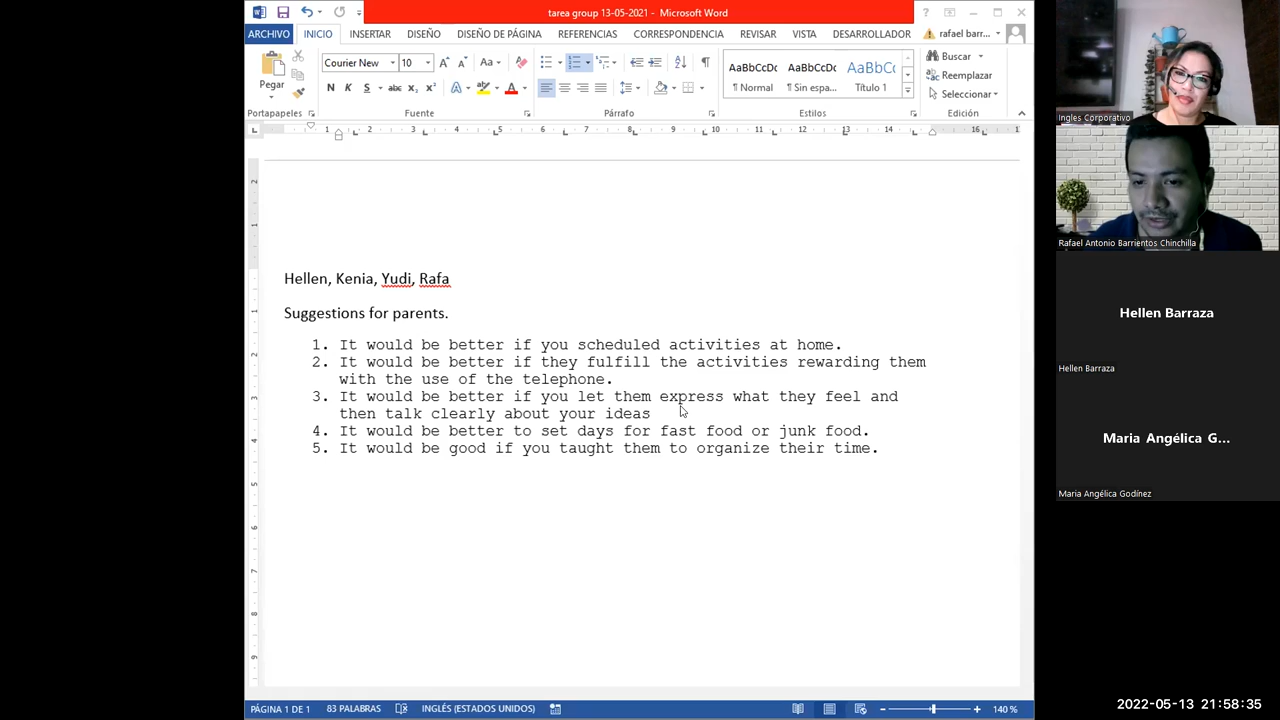 tarea group 13-05-2021 - Microsoft Word
ARCHIVO INICIO INSERTAR DISEÑO DISEÑO DE PÁGINA REFERENCIAS CORRESPONDENCIA REVISAR VISTA DESARROLLADOR rafael barr...
Pegar
Courier New 10
N K S abc x₂ x²
AaBbCcDc AaBbCcDc AaBbC(
¶ Normal ¶ Sin espa... Título 1
Buscar
Reemplazar
Seleccionar
Portapapeles Fuente Párrafo Estilos Edición
Hellen, Kenia, Yudi, Rafa
Suggestions for parents.
1. It would be better if you scheduled activities at home.
2. It would be better if they fulfill the activities rewarding them
with the use of the telephone.
3. It would be better if you let them express what they feel and
then talk clearly about your ideas
4. It would be better to set days for fast food or junk food.
5. It would be good if you taught them to organize their time.
PÁGINA 1 DE 1 83 PALABRAS INGLÉS (ESTADOS UNIDOS) 140 %
Ingles Corporativo
Rafael Antonio Barrientos Chinchilla
Hellen Barraza
Hellen Barraza
Maria Angélica G...
Maria Angélica Godínez
2022-05-13 21:58:35